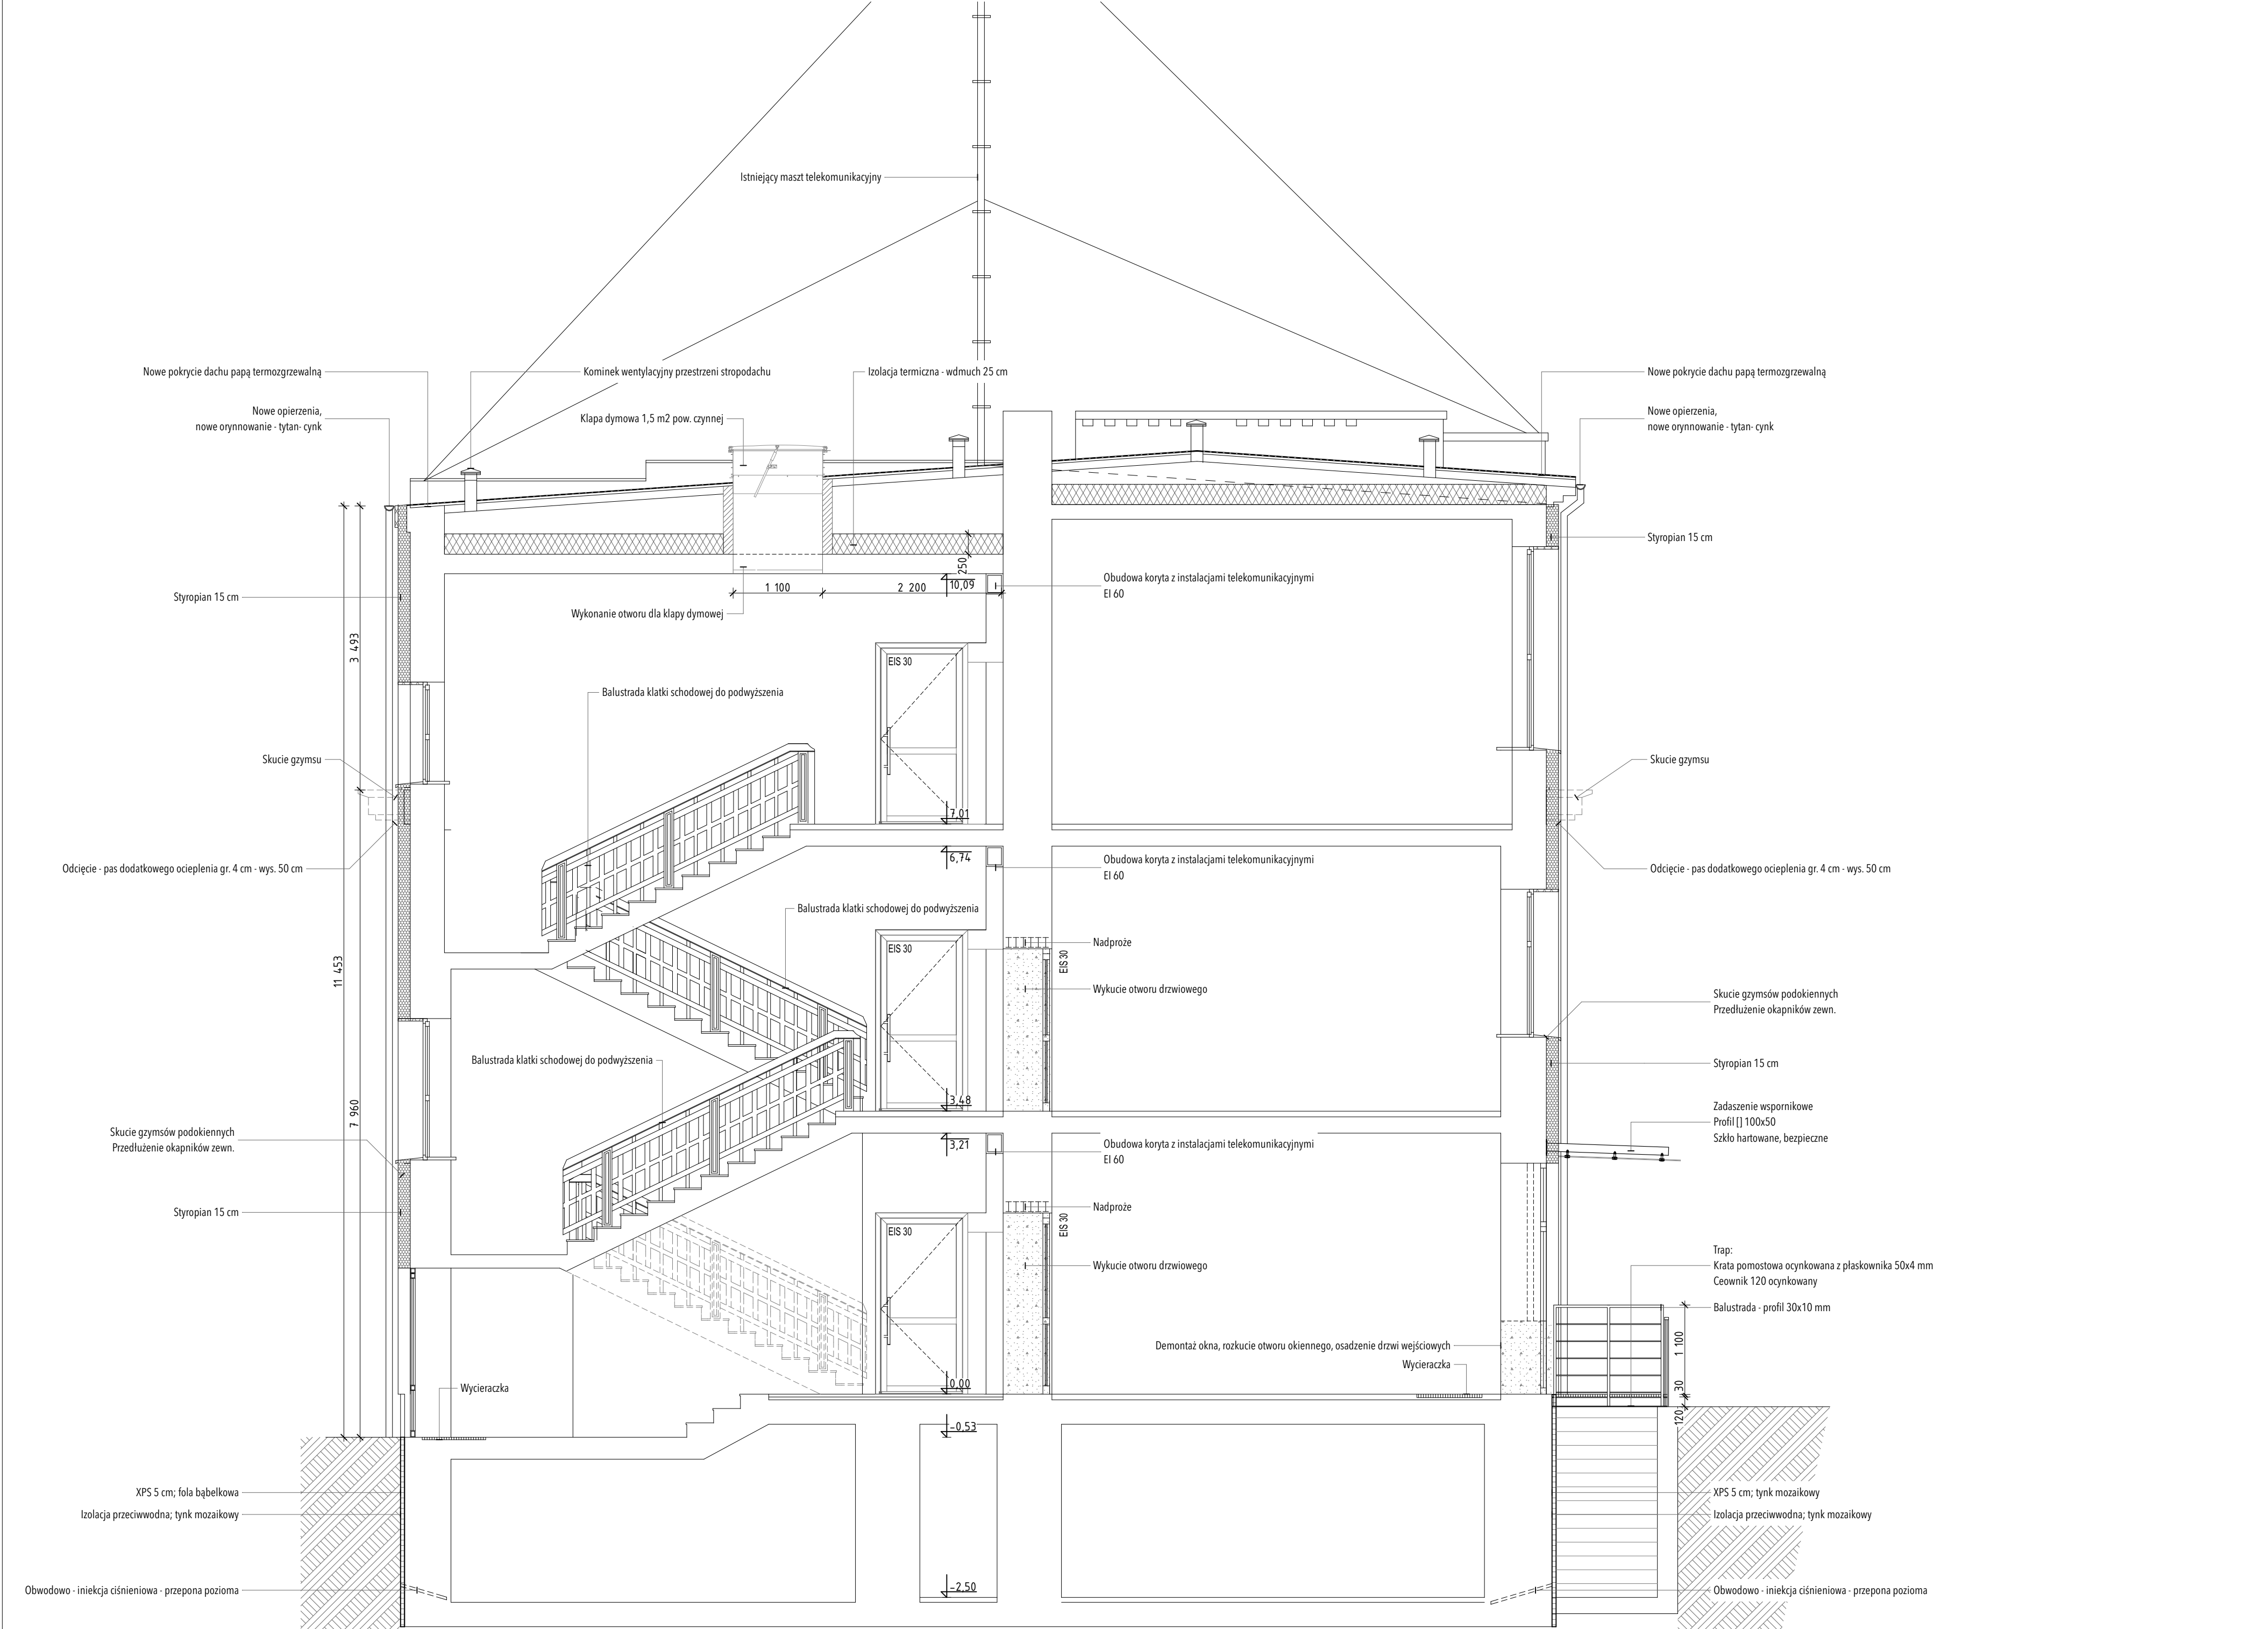 Istniejący maszt telekomunikacyjny
Nowe pokrycie dachu papą termozgrzewalną
Kominek wentylacyjny przestrzeni stropodachu
Izolacja termiczna - wdmuch 25 cm
Nowe pokrycie dachu papą termozgrzewalną
Nowe opierzenia,
nowe orynnowanie - tytan- cynk
Klapa dymowa 1,5 m2 pow. czynnej
Nowe opierzenia,
nowe orynnowanie - tytan- cynk
Styropian 15 cm
250
10,09
1 100
2 200
Obudowa koryta z instalacjami telekomunikacyjnymi
EI 60
Styropian 15 cm
Wykonanie otworu dla klapy dymowej
3 493
EIS 30
Balustrada klatki schodowej do podwyższenia
Skucie gzymsu
Skucie gzymsu
7,01
6,74
Obudowa koryta z instalacjami telekomunikacyjnymi
EI 60
Odcięcie - pas dodatkowego ocieplenia gr. 4 cm - wys. 50 cm
Odcięcie - pas dodatkowego ocieplenia gr. 4 cm - wys. 50 cm
Balustrada klatki schodowej do podwyższenia
EIS 30
Nadproże
EIS 30
11 453
Wykucie otworu drzwiowego
Skucie gzymsów podokiennych
Przedłużenie okapników zewn.
Balustrada klatki schodowej do podwyższenia
Styropian 15 cm
7 960
3,48
Zadaszenie wspornikowe
Profil [] 100x50
Szkło hartowane, bezpieczne
Skucie gzymsów podokiennych
Przedłużenie okapników zewn.
3,21
Obudowa koryta z instalacjami telekomunikacyjnymi
EI 60
Styropian 15 cm
Nadproże
EIS 30
EIS 30
Wykucie otworu drzwiowego
Trap:
Krata pomostowa ocynkowana z płaskownika 50x4 mm
Ceownik 120 ocynkowany
Balustrada - profil 30x10 mm
1 100
Demontaż okna, rozkucie otworu okiennego, osadzenie drzwi wejściowych
Wycieraczka
Wycieraczka
0,00
30
120
-0,53
XPS 5 cm; fola bąbelkowa
Izolacja przeciwwodna; tynk mozaikowy
XPS 5 cm; tynk mozaikowy
Izolacja przeciwwodna; tynk mozaikowy
-2,50
Obwodowo - iniekcja ciśnieniowa - przepona pozioma
Obwodowo - iniekcja ciśnieniowa - przepona pozioma